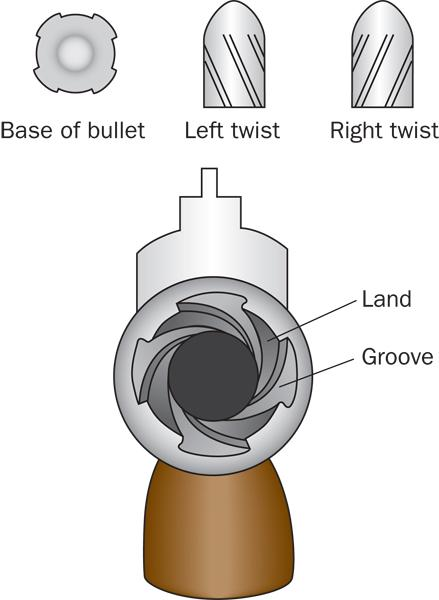 Base of bullet
Left twist
Right twist
Land
Groove